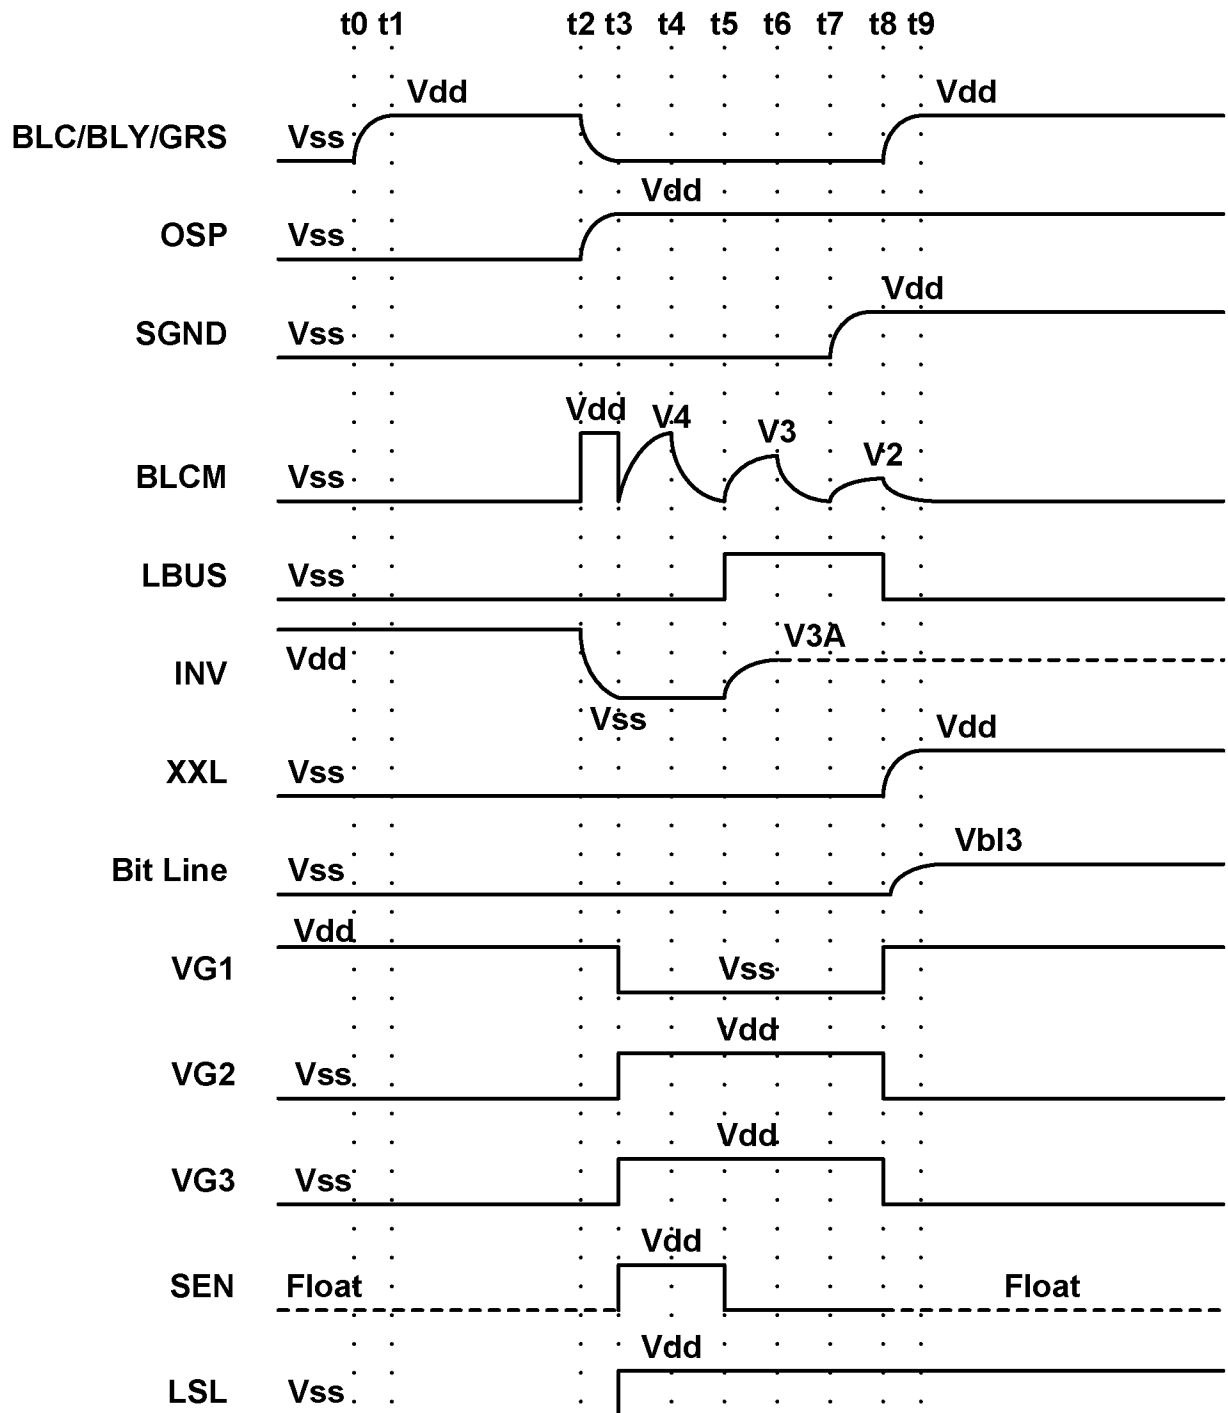 t0 t1 t2 t3 t4 t5 t6 t7 t8 t9
Vdd Vdd
BLC/BLY/GRS Vss
Vdd
OSP Vss
Vdd
SGND Vss
Vdd V4 V3 V2
BLCM Vss
LBUS Vss
V3A
INV Vdd
Vss
Vdd
XXL Vss
Vbl3
Bit Line Vss
Vdd
VG1 Vss
Vdd
VG2 Vss
Vdd
VG3 Vss
Vdd
SEN Float Float
Vdd
LSL Vss